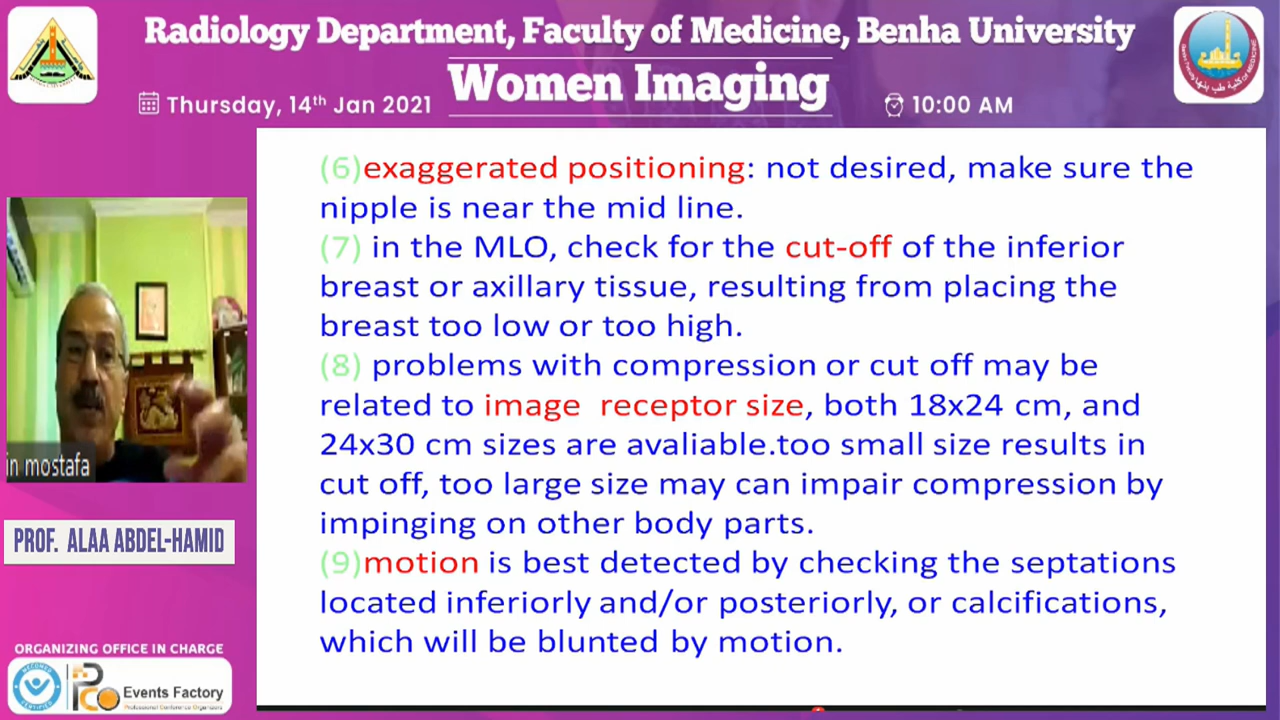 Radiology Department, Faculty of Medicine, Benha University
Women Imaging
Thursday, 14th Jan 2021
10:00 AM
(6)exaggerated positioning: not desired, make sure the
nipple is near the mid line.
(7) in the MLO, check for the cut-off of the inferior
breast or axillary tissue, resulting from placing the
breast too low or too high.
(8) problems with compression or cut off may be
related to image receptor size, both 18x24 cm, and
24x30 cm sizes are avaliable.too small size results in
cut off, too large size may can impair compression by
impinging on other body parts.
(9)motion is best detected by checking the septations
located inferiorly and/or posteriorly, or calcifications,
which will be blunted by motion.
in mostafa
PROF. ALAA ABDEL-HAMID
ORGANIZING OFFICE IN CHARGE
Events Factory
Professional Conference Organizers